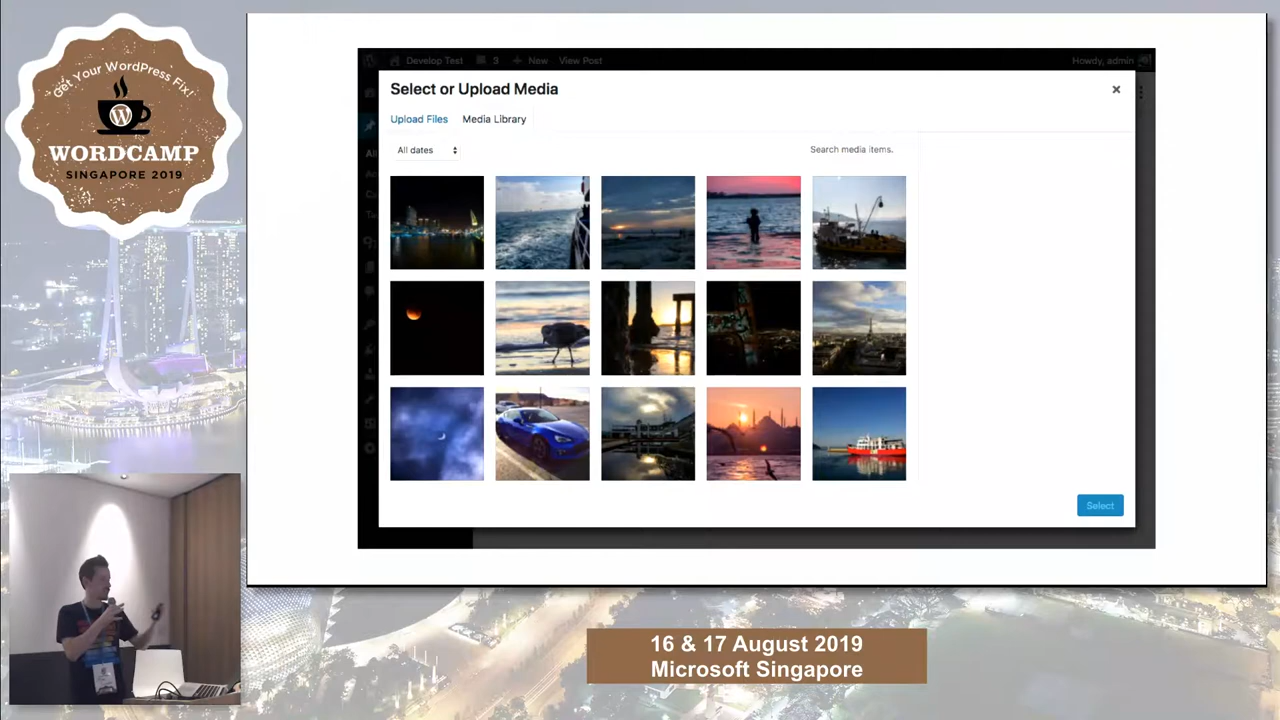 Get Your WordPress Fix!
WORDCAMP
SINGAPORE 2019
Develop Test
3
New
View Post
Howdy, admin
Select or Upload Media
Upload Files
Media Library
All dates
Search media items.
Select
16 & 17 August 2019
Microsoft Singapore